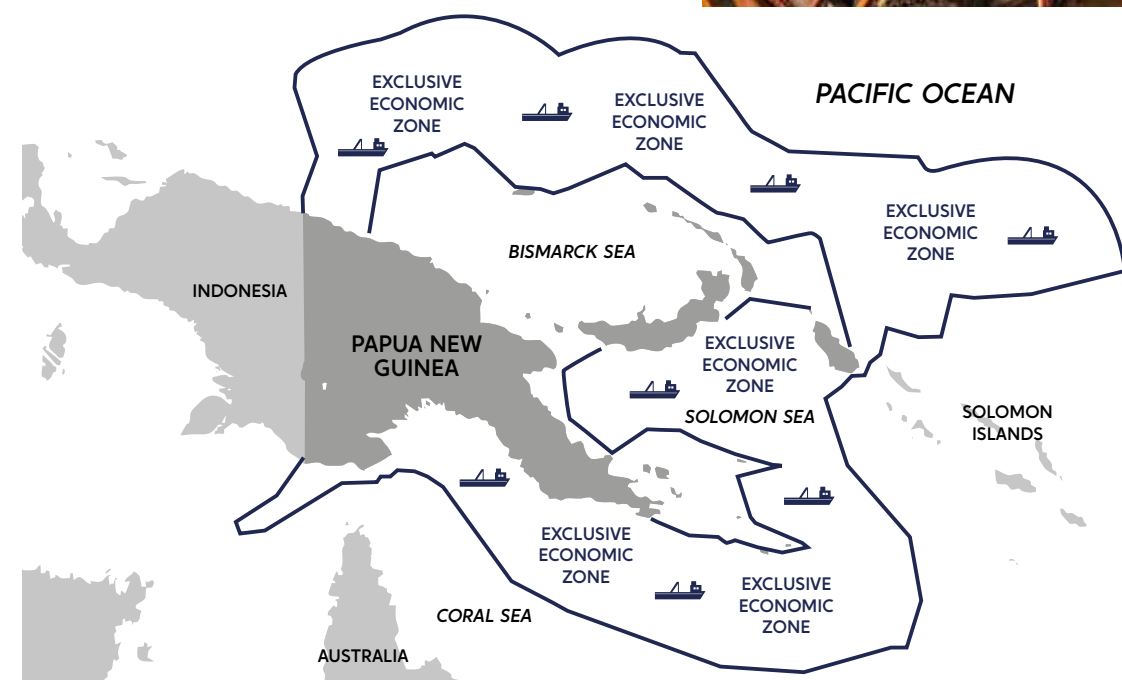 EXCLUSIVE
ECONOMIC
ZONE
EXCLUSIVE
ECONOMIC
ZONE
PACIFIC OCEAN
EXCLUSIVE
ECONOMIC
ZONE
BISMARCK SEA
INDONESIA
PAPUA NEW
GUINEA
EXCLUSIVE
ECONOMIC
ZONE
SOLOMON SEA
SOLOMON
ISLANDS
EXCLUSIVE
ECONOMIC
ZONE
EXCLUSIVE
ECONOMIC
ZONE
CORAL SEA
AUSTRALIA